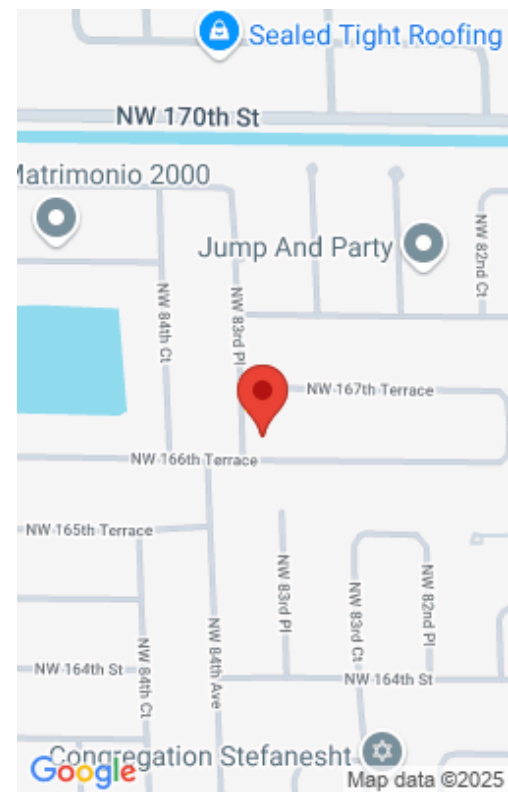 Sealed Tight Roofing
NW 170th St
Matrimonio 2000
Jump And Party
NW 82nd Ct
NW 84th Ct
NW 83rd Pl
NW 167th Terrace
NW 166th Terrace
NW 165th Terrace
NW 83rd Pl
NW 83rd Ct
NW 82nd Pl
NW 84th Ct
NW 84th Ave
NW 164th St
NW 164th St
Congregation Stefanesht
Google
Map data ©2025